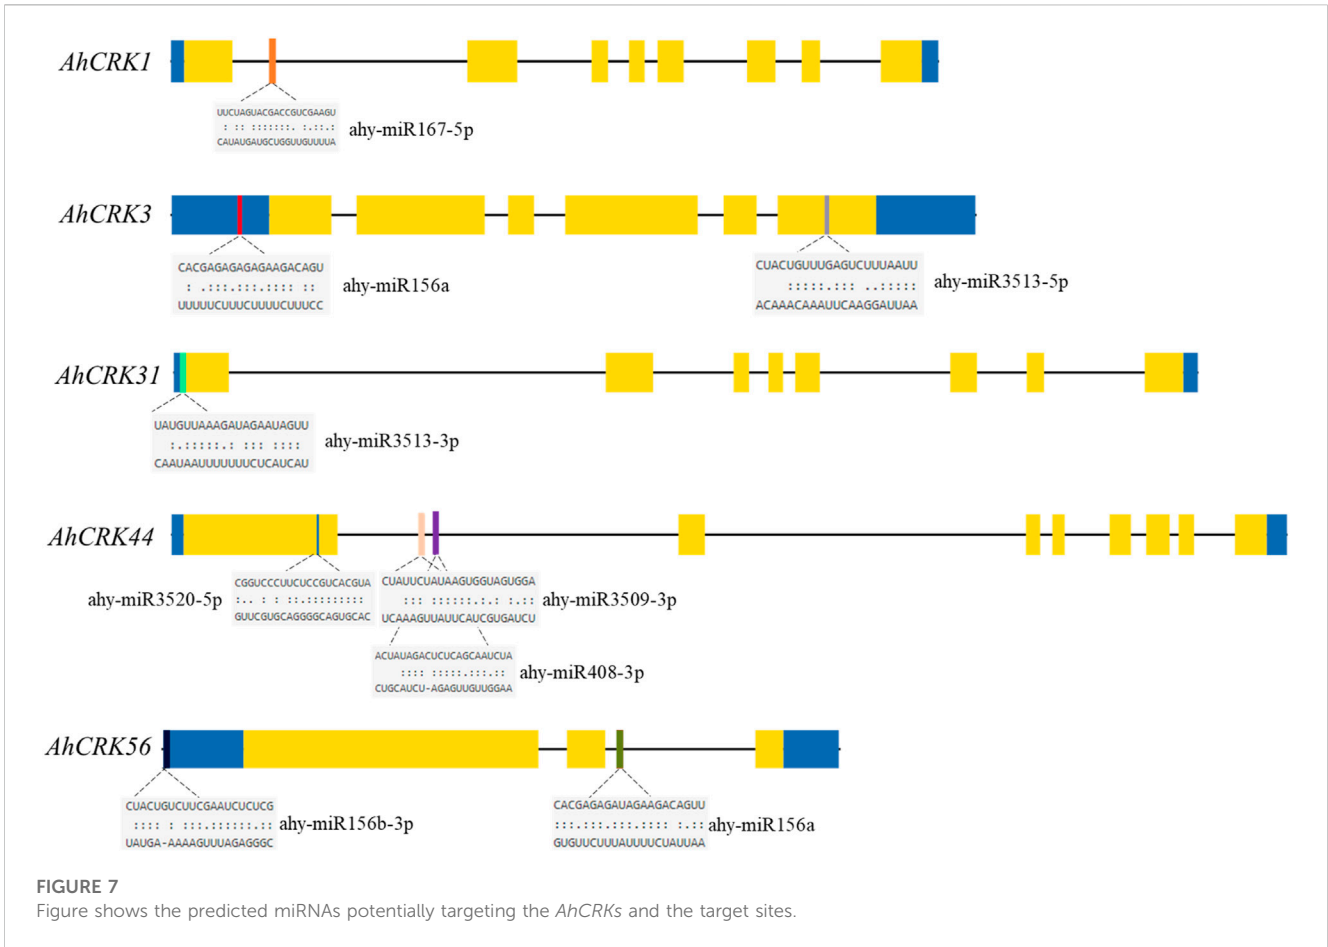 AhCRK1
UUCUAGUACGACCGUCGAAGU
: :: :::::::. :.::.:
CAUAUGAUGCUGGUUGUUUUA
ahy-miR167-5p
AhCRK3
CACGAGAGAGAGAAGACAGU
: .:::.:::..:::: ::
UUUUUCUUUCUUUUCUUUCC
ahy-miR156a
CUACUGUUUGAGUCUUUAAUU
:::::.::: ..:::::
ACAAACAAAUUCAAGGAUUAA
ahy-miR3513-5p
AhCRK31
UAUGUUAAAGAUAGAAUAGUU
:.:::::.: ::: ::::
CAAUAAUUUUUUUCUCAUCAU
ahy-miR3513-3p
AhCRK44
ahy-miR3520-5p
CGGUCCCUUCUCCGUCACGUA
:.. : : ::.:::::::::
GUUCGUGCAGGGGCAGUGCAC
CUAUUCUAUAAGUGGUAGUGGA
::: ::::::.:.: :.::
UCAAAGUUAUUCAUCGUGAUCU
ahy-miR3509-3p
ACUAUAGACUCUCAGCAAUCUA
:::: :::::.:::.::
CUGCAUCU-AGAGUUGUUGGAA
ahy-miR408-3p
AhCRK56
CUACUGUCUUCGAAUCUCUCG
:::: : :::.::::::.::
UAUGA-AAAAGUUUAGAGGGC
ahy-miR156b-3p
CACGAGAGAUAGAAGACAGUU
:::.:::.:::.:::: :.::
GUGUUCUUUAUUUUCUAUUAA
ahy-miR156a
FIGURE 7
Figure shows the predicted miRNAs potentially targeting the AhCRKs and the target sites.